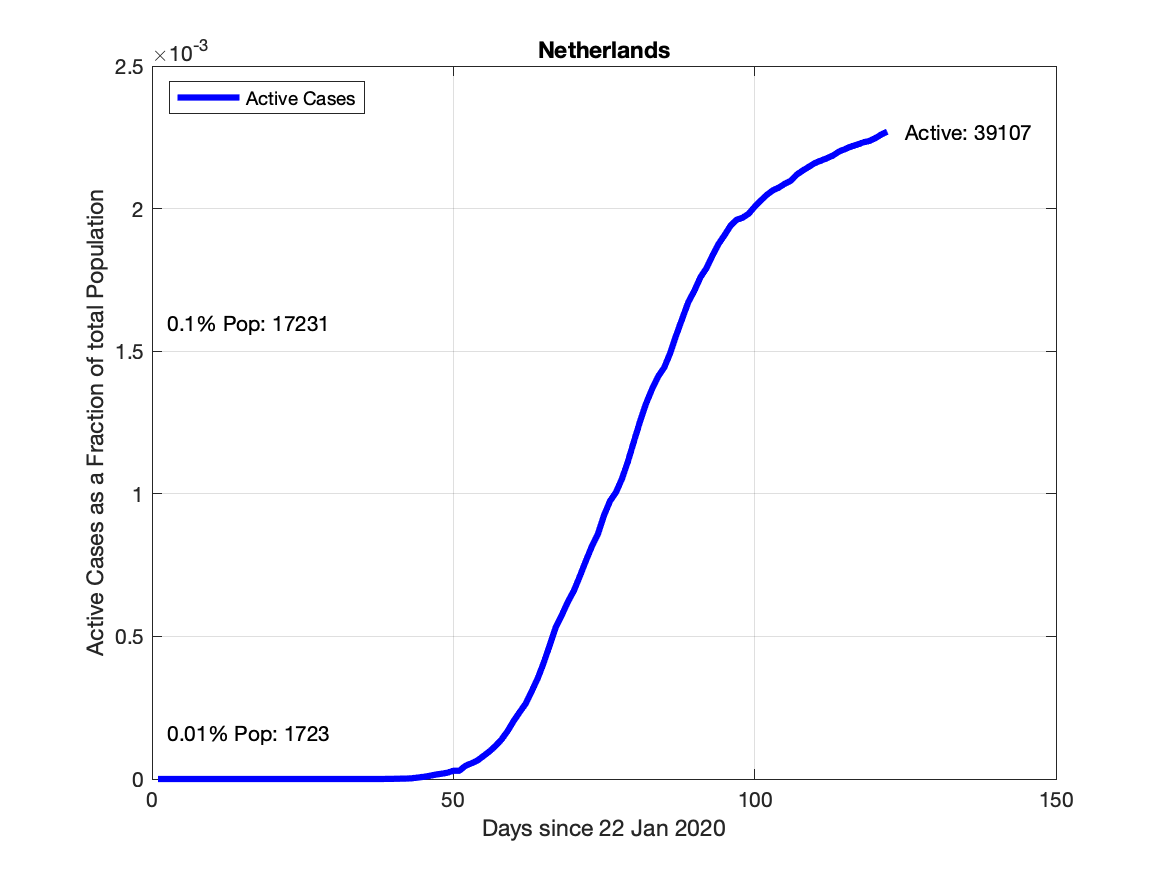 Netherlands
×10-3
2.5
Active Cases
Active: 39107
2
0.1% Pop: 17231
1.5
1
0.5
0.01% Pop: 1723
0
0 50 100 150
Days since 22 Jan 2020
Active Cases as a Fraction of total Population